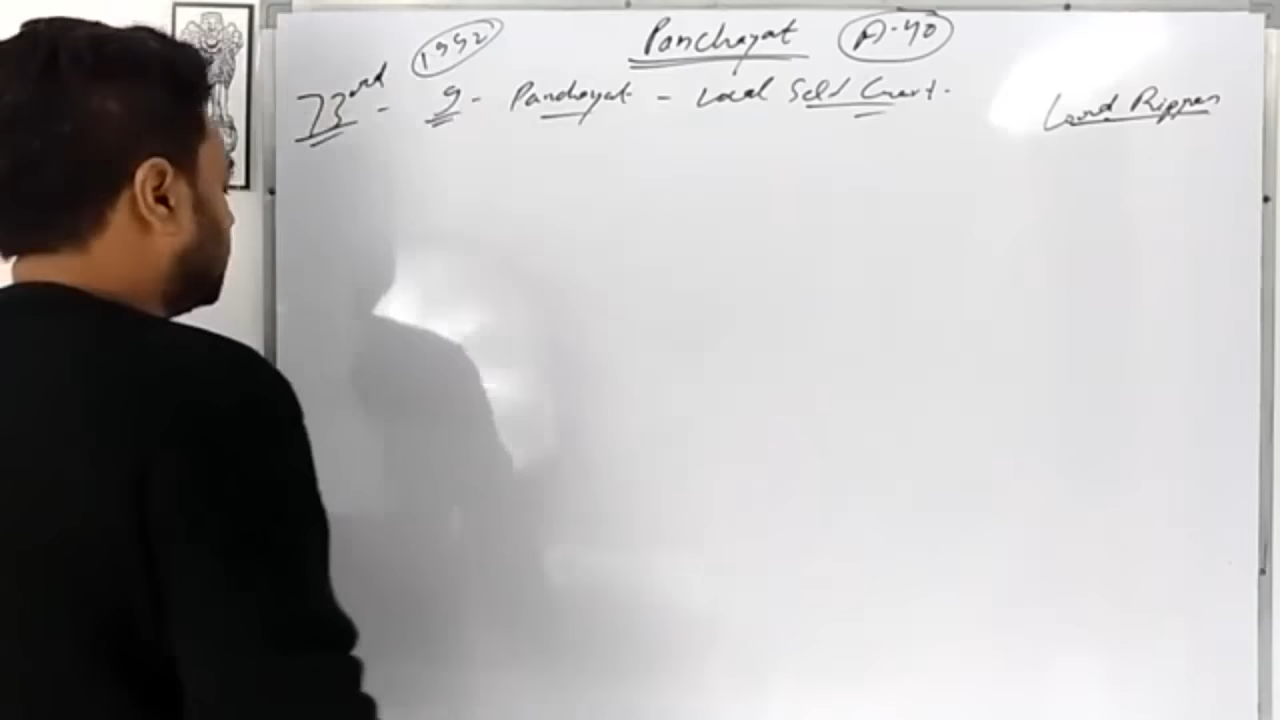 Panchayat A-40
73rd 1992 - 9 - Panchayat - Local Self Govt.
Lord Rippon